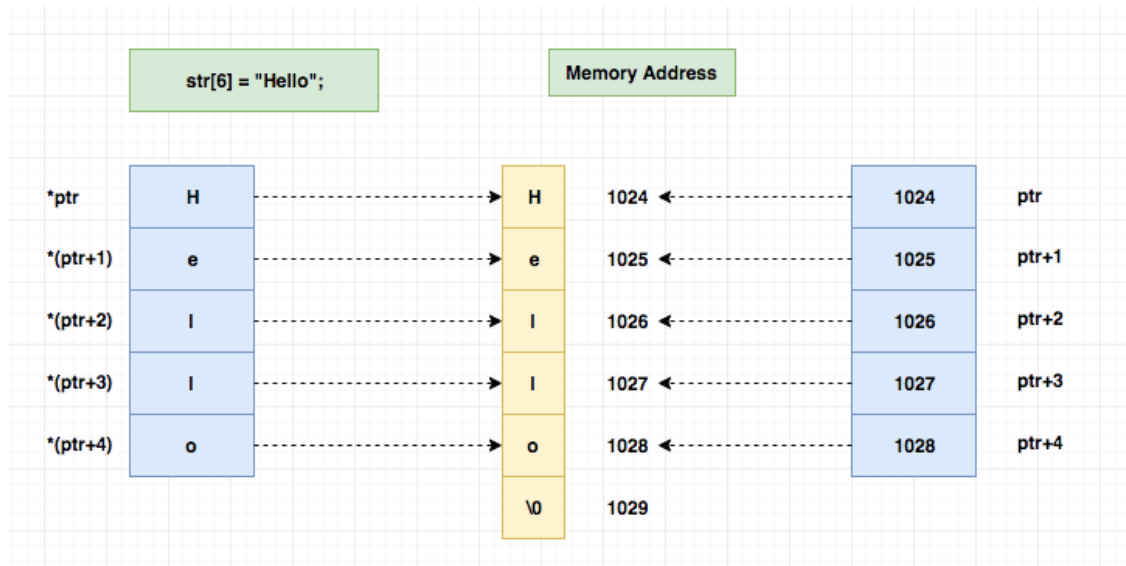 str[6] = "Hello";
Memory Address
*ptr H H 1024 1024 ptr
*(ptr+1) e e 1025 1025 ptr+1
*(ptr+2) l l 1026 1026 ptr+2
*(ptr+3) l l 1027 1027 ptr+3
*(ptr+4) o o 1028 1028 ptr+4
\0 1029